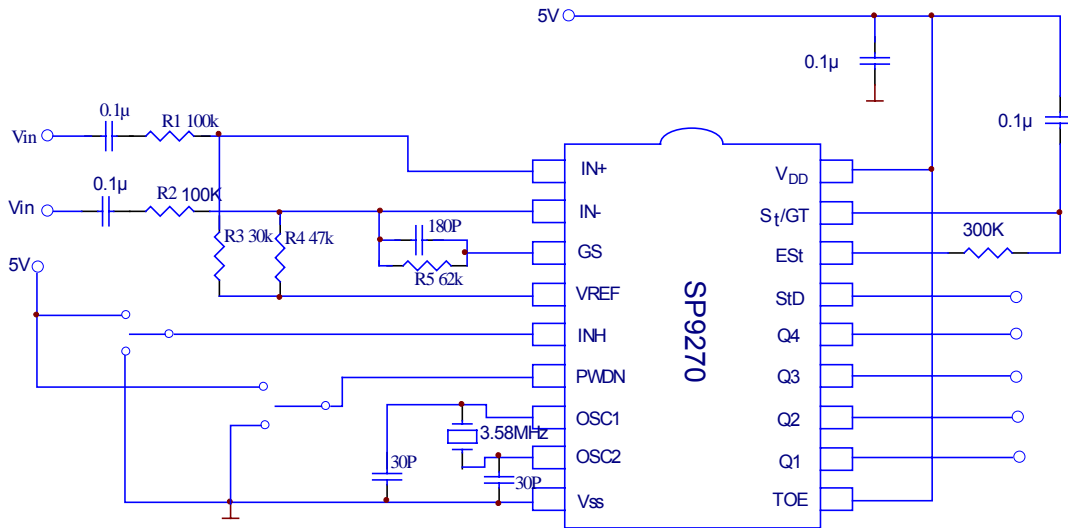 5V
0.1µ
0.1µ
0.1µ
Vin
R1 100k
0.1µ
Vin
R2 100K
R3 30k
R4 47k
180P
R5 62k
5V
300K
IN+
IN-
GS
VREF
INH
PWDN
OSC1
OSC2
Vss
SP9270
VDD
St/GT
ESt
StD
Q4
Q3
Q2
Q1
TOE
3.58MHz
30P
30P